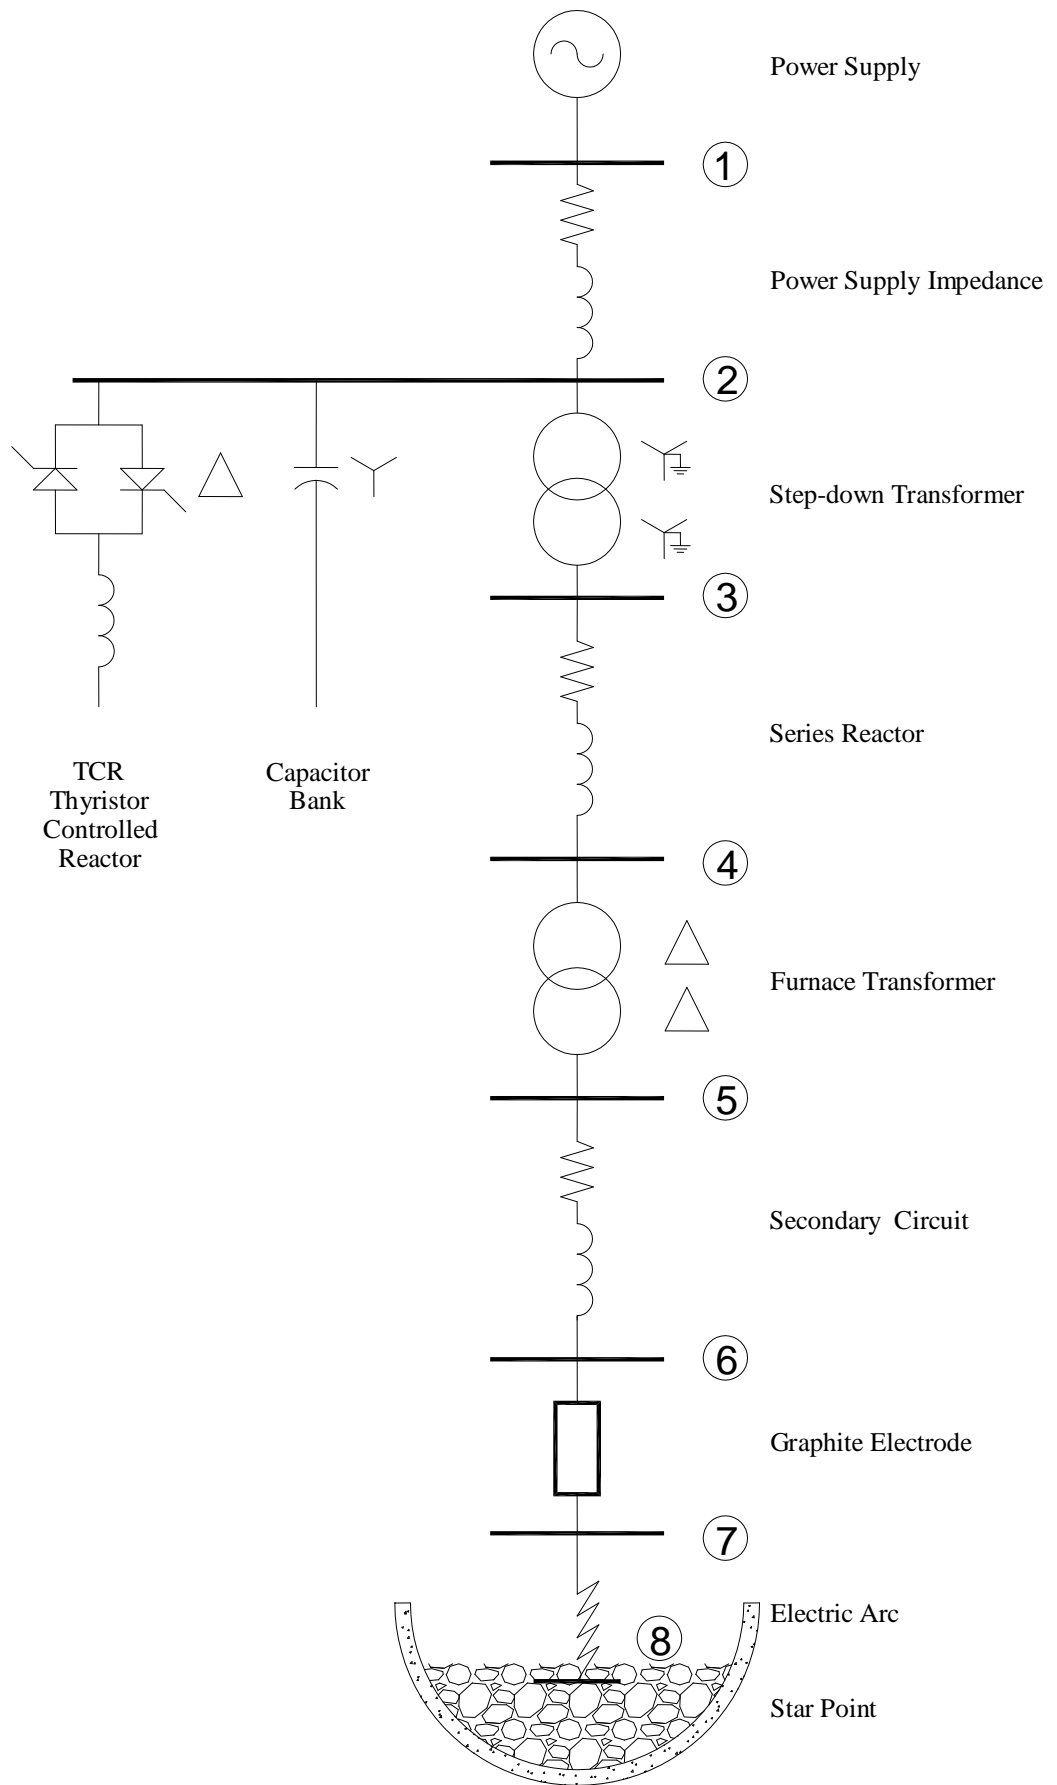 Power Supply
1
Power Supply Impedance
2
Step-down Transformer
3
Series Reactor
TCR
Thyristor
Controlled
Reactor
Capacitor
Bank
4
Furnace Transformer
5
Secondary Circuit
6
Graphite Electrode
7
Electric Arc
8
Star Point